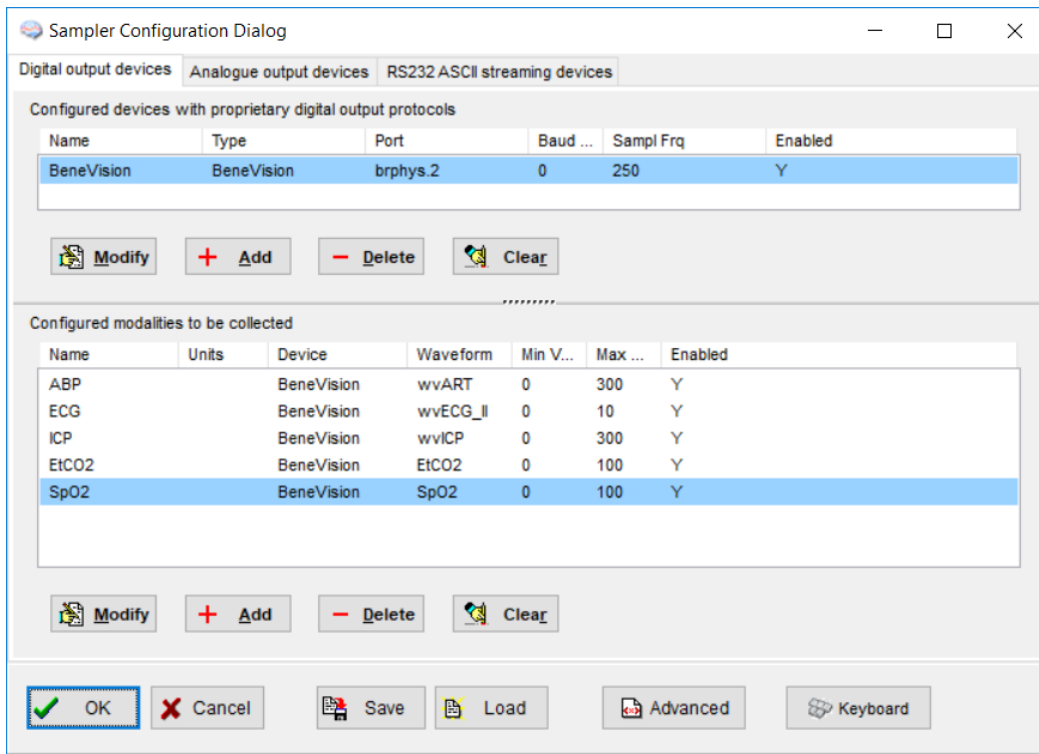 Sampler Configuration Dialog
Digital output devices Analogue output devices RS232 ASCII streaming devices
Configured devices with proprietary digital output protocols
Name Type Port Baud ... Sampl Frq Enabled
BeneVision BeneVision brphys.2 0 250 Y
Modify Add Delete Clear
Configured modalities to be collected
Name Units Device Waveform Min V... Max ... Enabled
ABP BeneVision wvART 0 300 Y
ECG BeneVision wvECG_II 0 10 Y
ICP BeneVision wvICP 0 300 Y
EtCO2 BeneVision EtCO2 0 100 Y
SpO2 BeneVision SpO2 0 100 Y
Modify Add Delete Clear
OK Cancel Save Load Advanced Keyboard